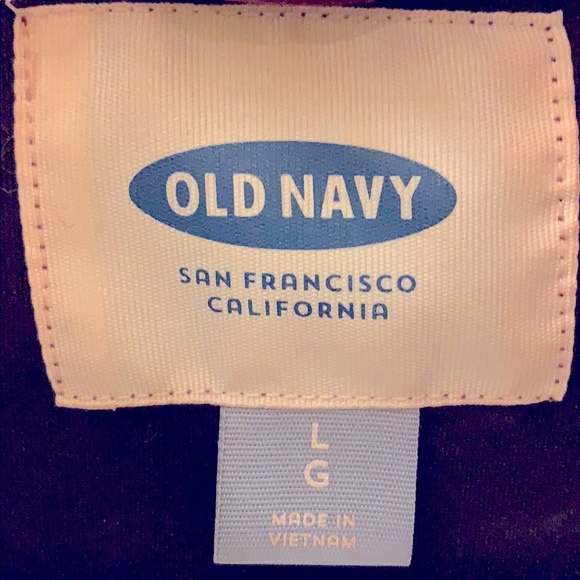 OLD NAVY
SAN FRANCISCO
CALIFORNIA
L
G
MADE IN
VIETNAM